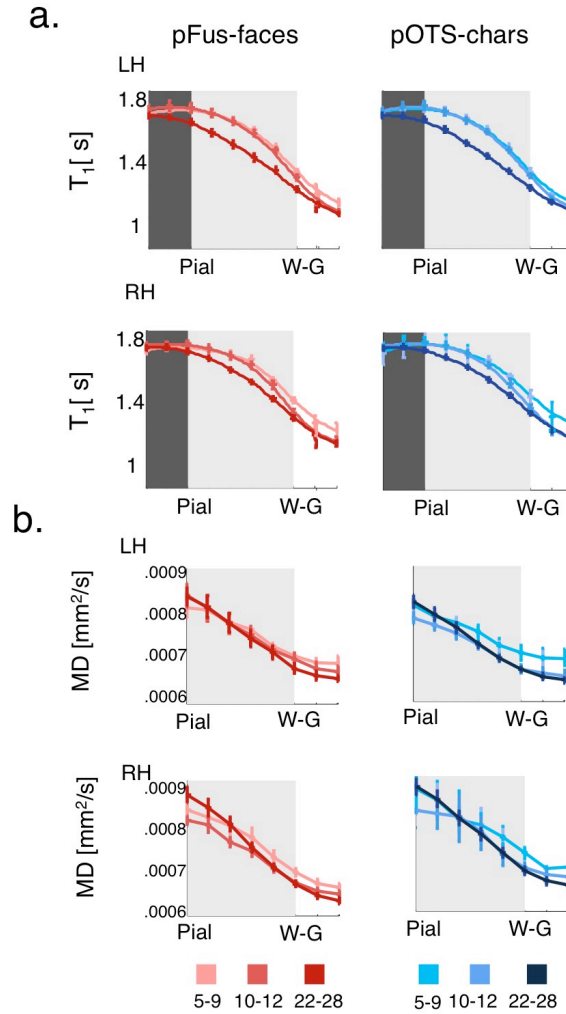 a.
pFus-faces pOTS-chars
LH
1.8
1.4
1
T1[ s]
Pial W-G
RH
1.8
1.4
1
T1[ s]
Pial W-G
b.
LH
.0009
.0008
.0007
.0006
MD [mm²/s]
Pial W-G
Pial W-G
RH
.0009
.0008
.0007
.0006
MD [mm²/s]
Pial W-G
Pial W-G
5-9 10-12 22-28 5-9 10-12 22-28